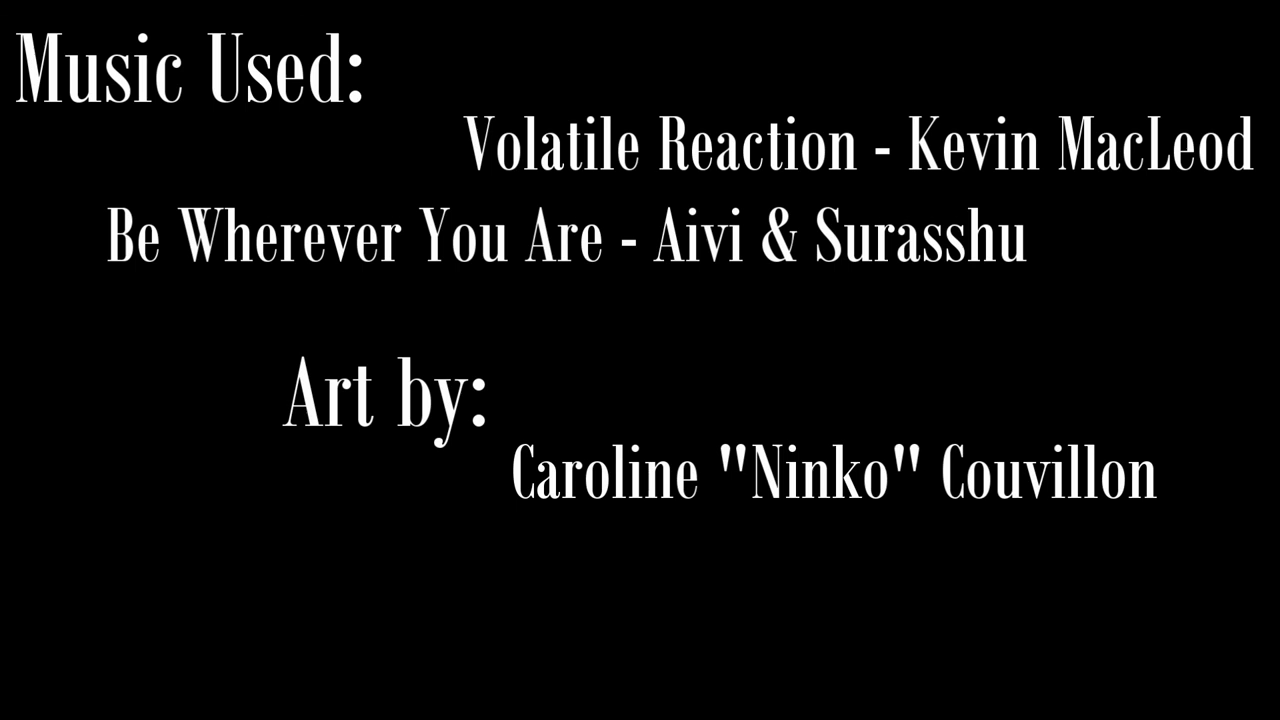 Music Used:
Volatile Reaction - Kevin MacLeod
Be Wherever You Are - Aivi & Surasshu
Art by:
Caroline "Ninko" Couvillon